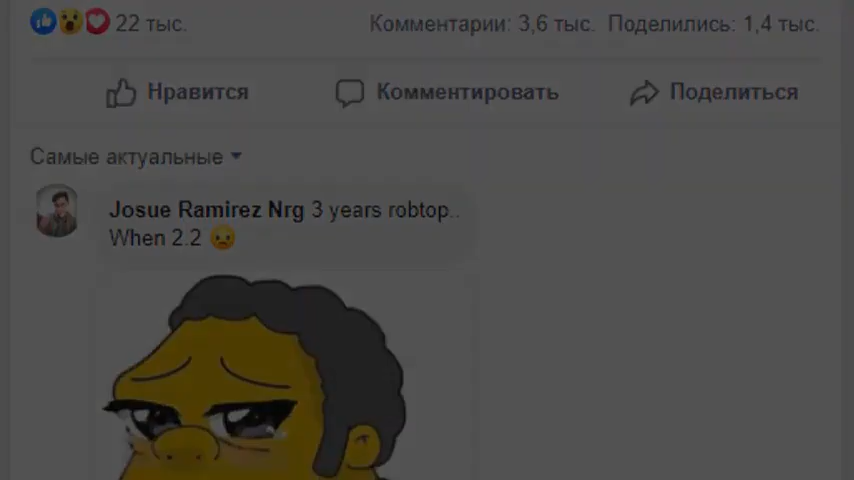 22 тыс. Комментарии: 3,6 тыс. Поделились: 1,4 тыс.
Нравится Комментировать Поделиться
Самые актуальные
Josue Ramirez Nrg 3 years robtop..
When 2.2